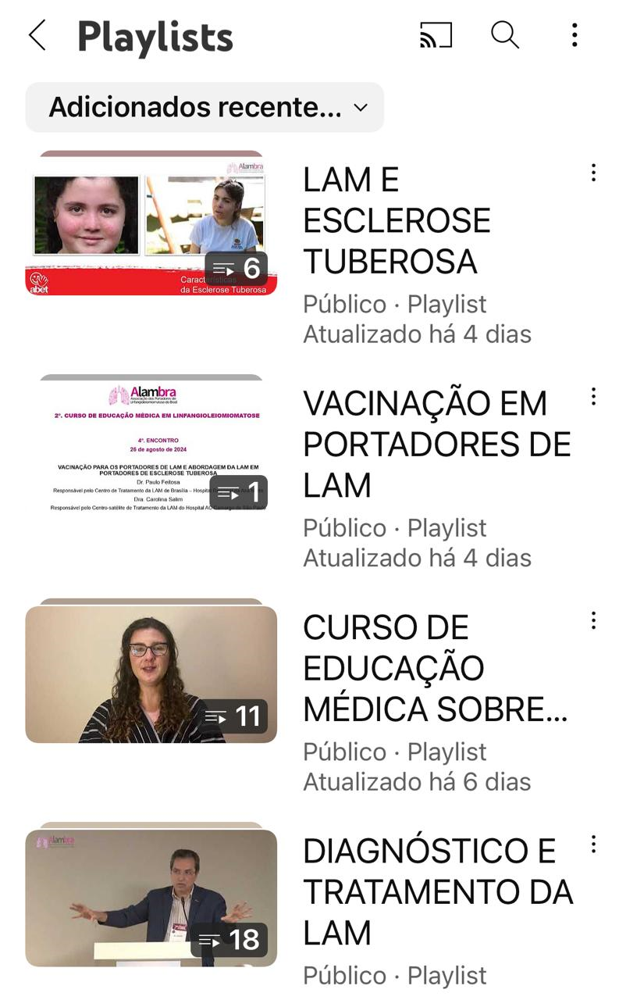 Playlists
Adicionados recente...
Alambra
abet
Características
da Esclerose Tuberosa
6
LAM E
ESCLEROSE
TUBEROSA
Público · Playlist
Atualizado há 4 dias
Alambra
Associação dos Portadores de
Linfangioleiomiomatose do Brasil
2º. CURSO DE EDUCAÇÃO MÉDICA EM LINFANGIOLEIOMIOMATOSE
4º. ENCONTRO
26 de agosto de 2024
VACINAÇÃO PARA OS PORTADORES DE LAM E ABORDAGEM DA LAM EM
PORTADORES DE ESCLEROSE TUBEROSA
Dr. Paulo Feitosa
Responsável pelo Centro de Tratamento da LAM de Brasília – Hospital
Dra. Carolina Salim
Responsável pelo Centro-satélite de Tratamento da LAM do Hospital AC Camargo de São Paulo
1
VACINAÇÃO EM
PORTADORES DE
LAM
Público · Playlist
Atualizado há 4 dias
11
CURSO DE
EDUCAÇÃO
MÉDICA SOBRE...
Público · Playlist
Atualizado há 6 dias
Alambra
18
DIAGNÓSTICO E
TRATAMENTO DA
LAM
Público · Playlist